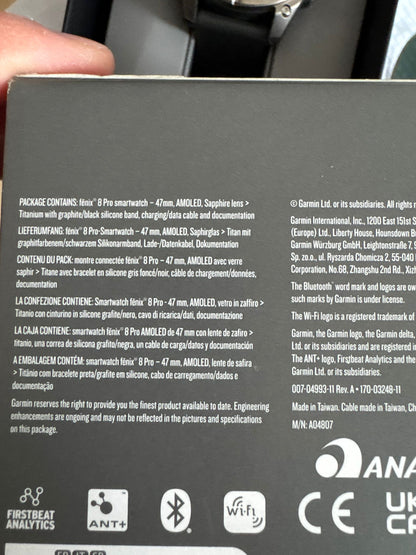 PACKAGE CONTAINS: fēnix® 8 Pro smartwatch – 47mm, AMOLED, Sapphire lens >
Titanium with graphite/black silicone band, charging/data cable and documentation
LIEFERUMFANG: fēnix® 8 Pro-Smartwatch – 47 mm, AMOLED, Saphirglas > Titan mit
graphitfarbenem/schwarzem Silikonarmband, Lade-/Datenkabel, Dokumentation
CONTENU DU PACK: montre connectée fēnix® 8 Pro – 47 mm, AMOLED avec verre
saphir > Titane avec bracelet en silicone gris foncé/noir, câble de chargement/données,
documentation
LA CONFEZIONE CONTIENE: Smartwatch fēnix® 8 Pro – 47 mm, AMOLED, vetro in zaffiro >
Titanio con cinturino in silicone grafite/nero, cavo di ricarica/dati, documentazione
LA CAJA CONTIENE: smartwatch fēnix® 8 Pro AMOLED de 47 mm con lente de zafiro >
titanio, una correa de silicona grafito/negra, un cable de carga/datos y documentación
A EMBALAGEM CONTÉM: smartwatch fēnix® 8 Pro – 47 mm, AMOLED, lente de safira
> Titânio com bracelete preta/grafite em silicone, cabo de carregamento/dados e
documentação
Garmin reserves the right to provide you the finest product available to date. Engineering
enhancements are ongoing and may not be reflected in the pictures and specifications
on this package.
© Garmin Ltd. or its subsidiaries. All rights
Garmin International, Inc., 1200 East 151st
(Europe) Ltd., Liberty House, Hounsdown
Garmin Würzburg GmbH, Leightonstraße 7,
Sp. z o.o., ul. Ryszarda Chomicza 2, 55-040
Corporation, No.68, Zhangshu 2nd Rd.,
The Bluetooth® word mark and logos are
such marks by Garmin is under license.
The Wi-Fi logo is a registered trademark of
Garmin, the Garmin logo, the Garmin delta,
Ltd. or its subsidiaries and are registered in
The ANT+ logo, Firstbeat Analytics and the
Garmin Ltd. or its subsidiaries.
007-04993-11 Rev. A • 170-03248-11
Made in Taiwan. Cable made in Taiwan,
M/N: A04807
ANA
FIRSTBEAT
ANALYTICS
ANT+
Wi Fi
CE
UK
CA